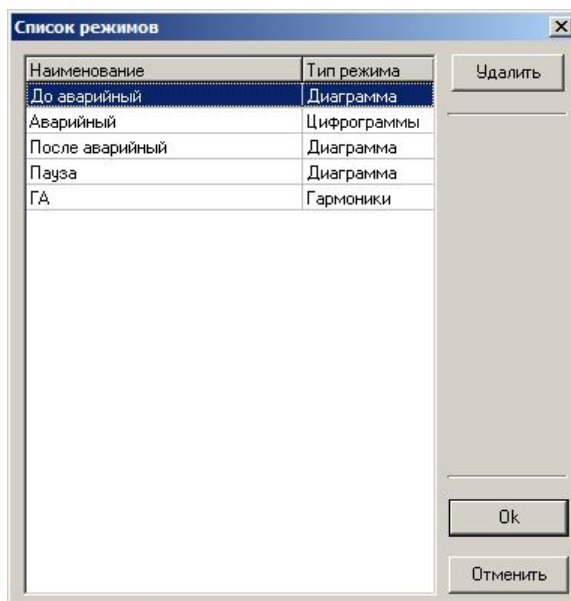 Список режимов
Наименование Тип режима Удалить
До аварийный Диаграмма
Аварийный Цифрограммы
После аварийный Диаграмма
Пауза Диаграмма
ГА Гармоники
Ok
Отменить